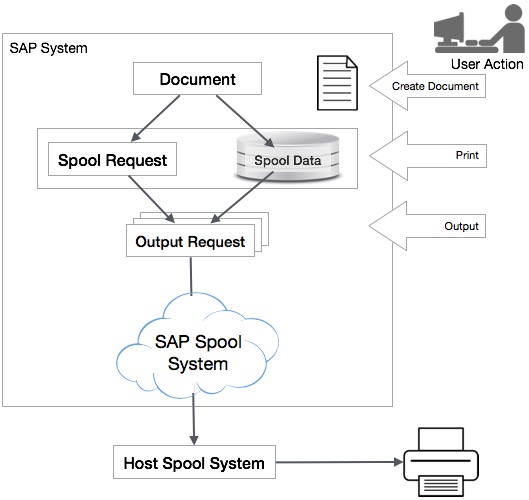 SAP System
User Action
Document
Create Document
Spool Request
Spool Data
Print
Output Request
Output
SAP Spool
System
Host Spool System